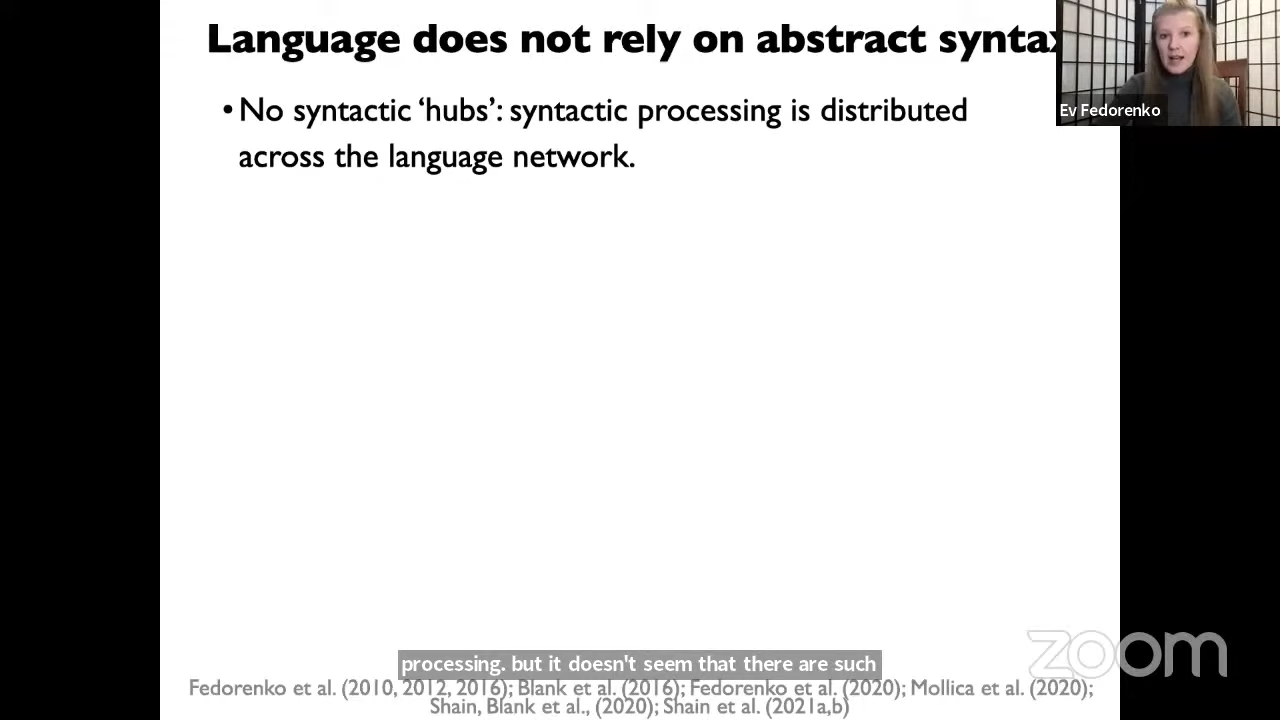 Language does not rely on abstract syntax
Ev Fedorenko
•No syntactic ‘hubs’: syntactic processing is distributed
across the language network.
zoom
processing. but it doesn't seem that there are such
Fedorenko et al. (2010, 2012, 2016); Blank et al. (2016); Fedorenko et al. (2020); Mollica et al. (2020);
Shain, Blank et al., (2020); Shain et al. (2021a,b)